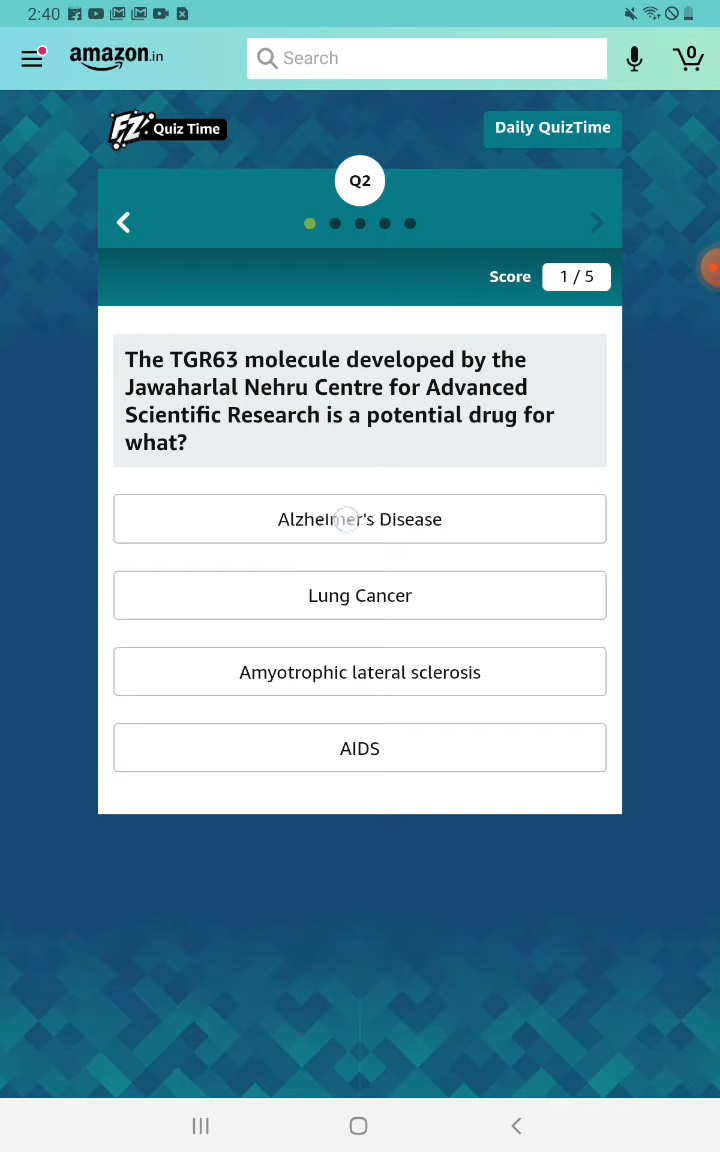 2:40
amazon.in
Search
0
FZ Quiz Time
Daily QuizTime
Q2
Score 1 / 5
The TGR63 molecule developed by the
Jawaharlal Nehru Centre for Advanced
Scientific Research is a potential drug for
what?
Alzheimer's Disease
Lung Cancer
Amyotrophic lateral sclerosis
AIDS